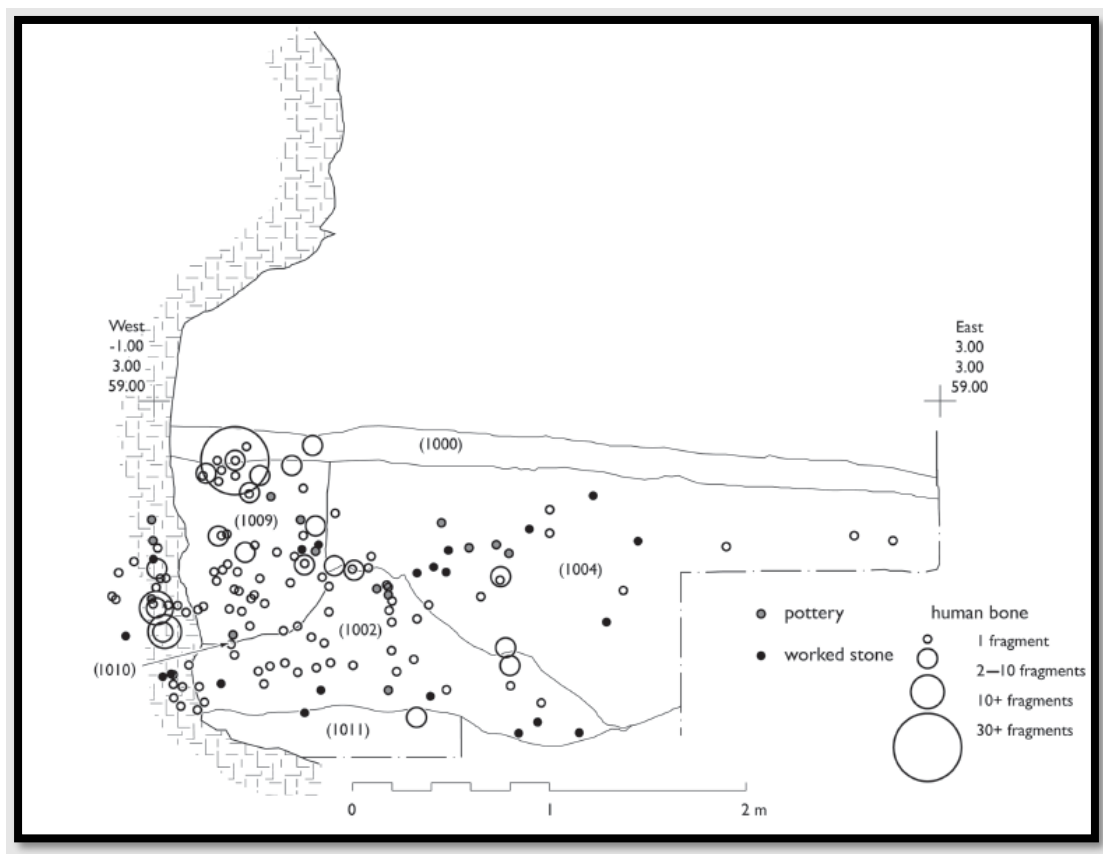 West
-1.00
3.00
59.00
East
3.00
3.00
59.00
(1000)
(1009)
(1004)
(1002)
(1010)
(1011)
pottery
worked stone
human bone
1 fragment
2—10 fragments
10+ fragments
30+ fragments
0 1 2 m